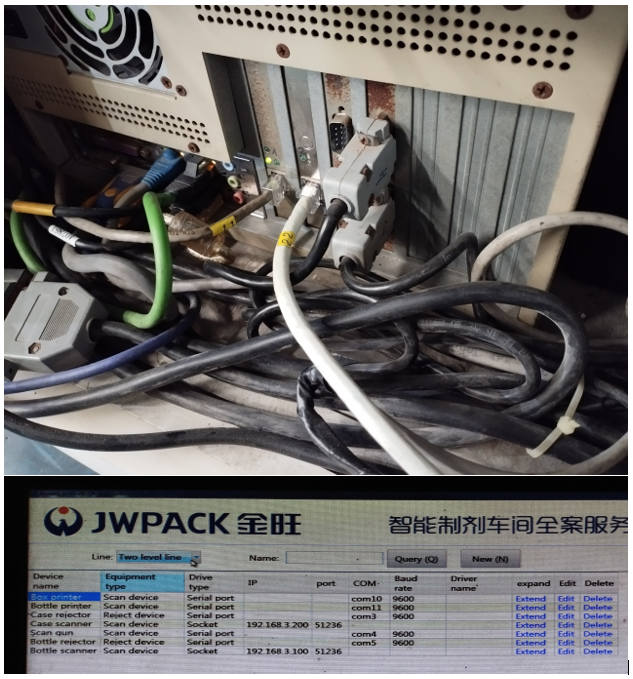 22
JWPACK 金旺
智能制剂车间全案服务
Line: Two level line Name: Query (Q) New (N)
Device name Equipment type Drive type IP port COM Baud rate Driver name expand Edit Delete
Box printer Scan device Serial port com10 9600 Extend Edit Delete
Bottle printer Scan device Serial port com11 9600 Extend Edit Delete
Case rejector Reject device Serial port com3 9600 Extend Edit Delete
Case scanner Scan device Socket 192.168.3.200 51236 Extend Edit Delete
Scan gun Scan device Serial port com4 9600 Extend Edit Delete
Bottle rejector Reject device Serial port com5 9600 Extend Edit Delete
Bottle scanner Scan device Socket 192.168.3.100 51236 Extend Edit Delete